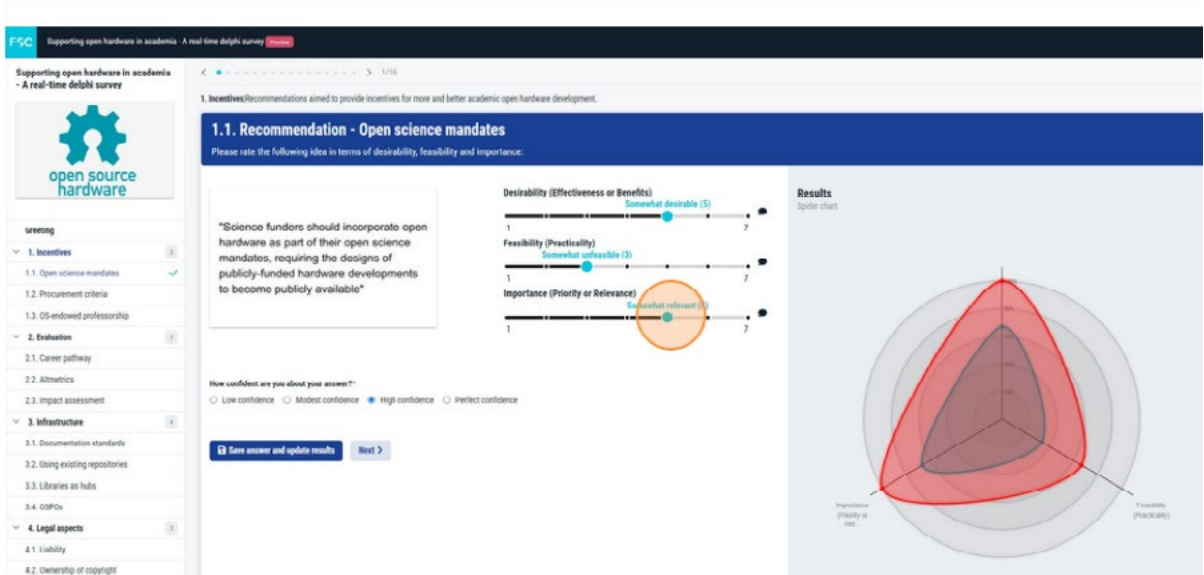 FSC
Supporting open hardware in academia - A real-time delphi survey Preview
Supporting open hardware in academia
- A real-time delphi survey
open source
hardware
Greeting
1. Incentives 3
1.1. Open science mandates
1.2. Procurement criteria
1.3. OS-endowed professorship
2. Evaluation 3
2.1. Career pathway
2.2. Altmetrics
2.3. Impact assessment
3. Infrastructure 4
3.1. Documentation standards
3.2. Using existing repositories
3.3. Libraries as hubs
3.4. OSPOs
4. Legal aspects
4.1. Liability
4.2. Ownership of copyright
1/16
1. Incentives|Recommendations aimed to provide incentives for more and better academic open hardware development.
1.1. Recommendation - Open science mandates
Please rate the following idea in terms of desirability, feasibility and importance:
"Science funders should incorporate open
hardware as part of their open science
mandates, requiring the designs of
publicly-funded hardware developments
to become publicly available"
Desirability (Effectiveness or Benefits)
Somewhat desirable (5)
1 7
Feasibility (Practicality)
Somewhat unfeasible (3)
1 7
Importance (Priority or Relevance)
Somewhat relevant (5)
1 7
How confident are you about your answer?*
Low confidence Modest confidence High confidence Perfect confidence
Save answer and update results Next >
Results
Spider chart
Importance
(Priority or
Rel...
Feasibility
(Practicality)